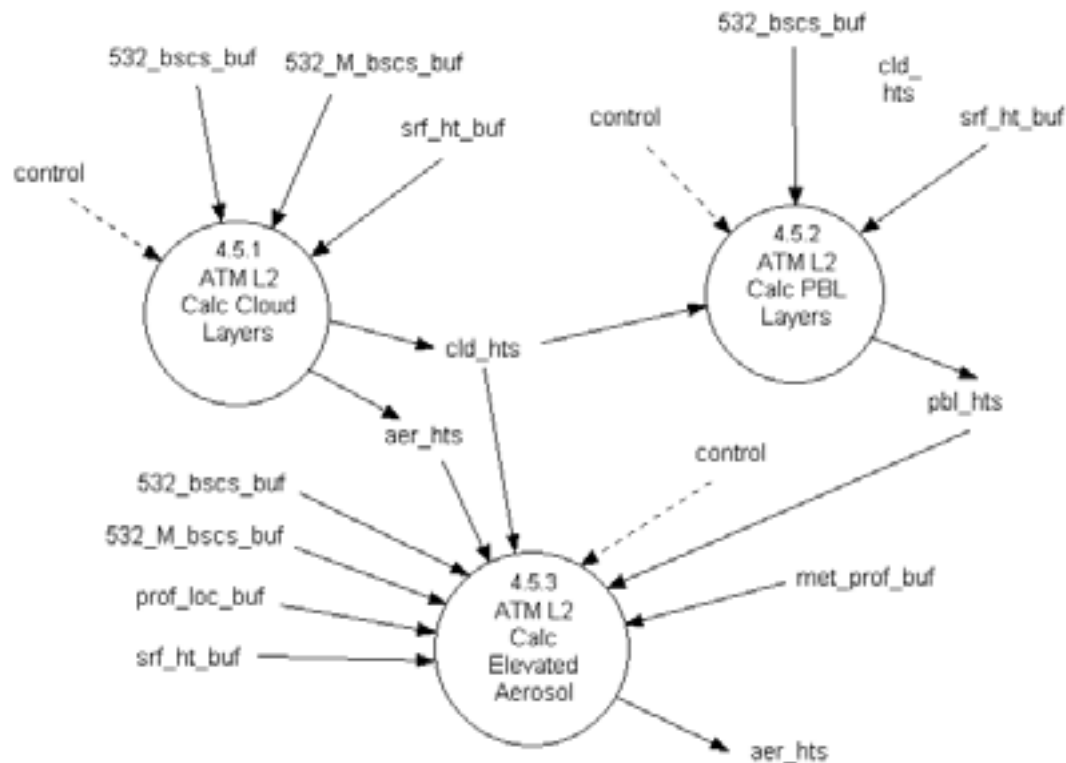 532_bscs_buf
532_bscs_buf
532_M_bscs_buf
cld_
hts
control
srf_ht_buf
srf_ht_buf
control
4.5.1
ATM L2
Calc Cloud
Layers
4.5.2
ATM L2
Calc PBL
Layers
cld_hts
pbl_hts
aer_hts
control
532_bscs_buf
532_M_bscs_buf
prof_loc_buf
srf_ht_buf
met_prof_buf
4.5.3
ATM L2
Calc
Elevated
Aerosol
aer_hts